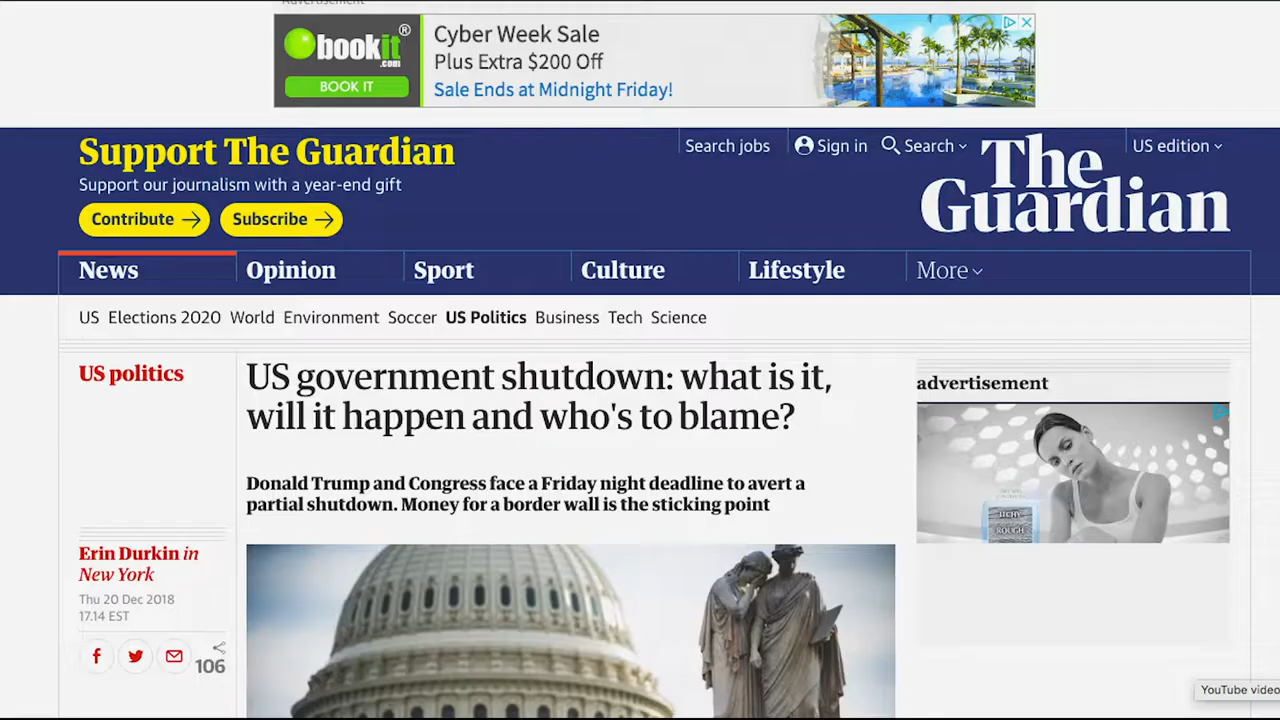 Advertisement
bookit®
.com
BOOK IT
Cyber Week Sale
Plus Extra $200 Off
Sale Ends at Midnight Friday!
Support The Guardian
Support our journalism with a year-end gift
Contribute
Subscribe
Search jobs
Sign in
Search
US edition
The
Guardian
News
Opinion
Sport
Culture
Lifestyle
More
US Elections 2020 World Environment Soccer US Politics Business Tech Science
US politics
US government shutdown: what is it,
will it happen and who's to blame?
Donald Trump and Congress face a Friday night deadline to avert a
partial shutdown. Money for a border wall is the sticking point
Erin Durkin in
New York
Thu 20 Dec 2018
17.14 EST
106
advertisement
ITCHY
ROUGH
YouTube video